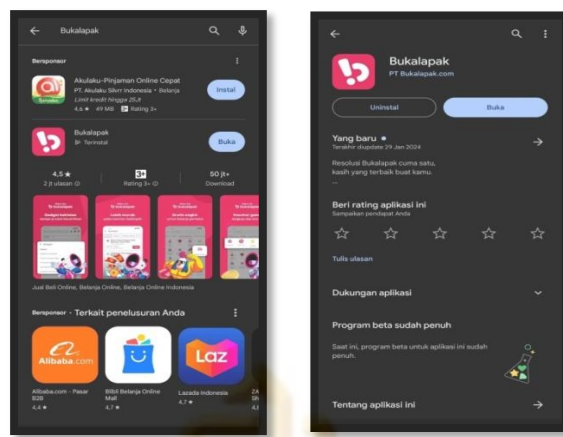 Bukalapak
Bersponsor
Akulaku-Pinjaman Online Cepat
PT. Akulaku Silvrr Indonesia • Belanja
Limit kredit hingga 25Jt
4,6 ★ 49 MB 3+ Rating 3+
Instal
Bukalapak
Terinstal
Buka
4,5 ★
2 jt ulasan
3+
Rating 3+
50 jt+
Download
Jual Beli Online, Belanja Online, Belanja Online Indonesia
Bersponsor • Terkait penelusuran Anda
Alibaba.com
Laz
Alibaba.com - Pasar B2B
4,4 ★
Blibli Belanja Online Mall
4,7 ★
Lazada Indonesia
4,7 ★
Bukalapak
PT Bukalapak.com
Uninstal
Buka
Yang baru •
Terakhir diupdate 29 Jan 2024
Resolusi Bukalapak cuma satu,
kasih yang terbaik buat kamu.
...
Beri rating aplikasi ini
Sampaikan pendapat Anda
Tulis ulasan
Dukungan aplikasi
Program beta sudah penuh
Saat ini, program beta untuk aplikasi ini sudah
penuh.
Tentang aplikasi ini